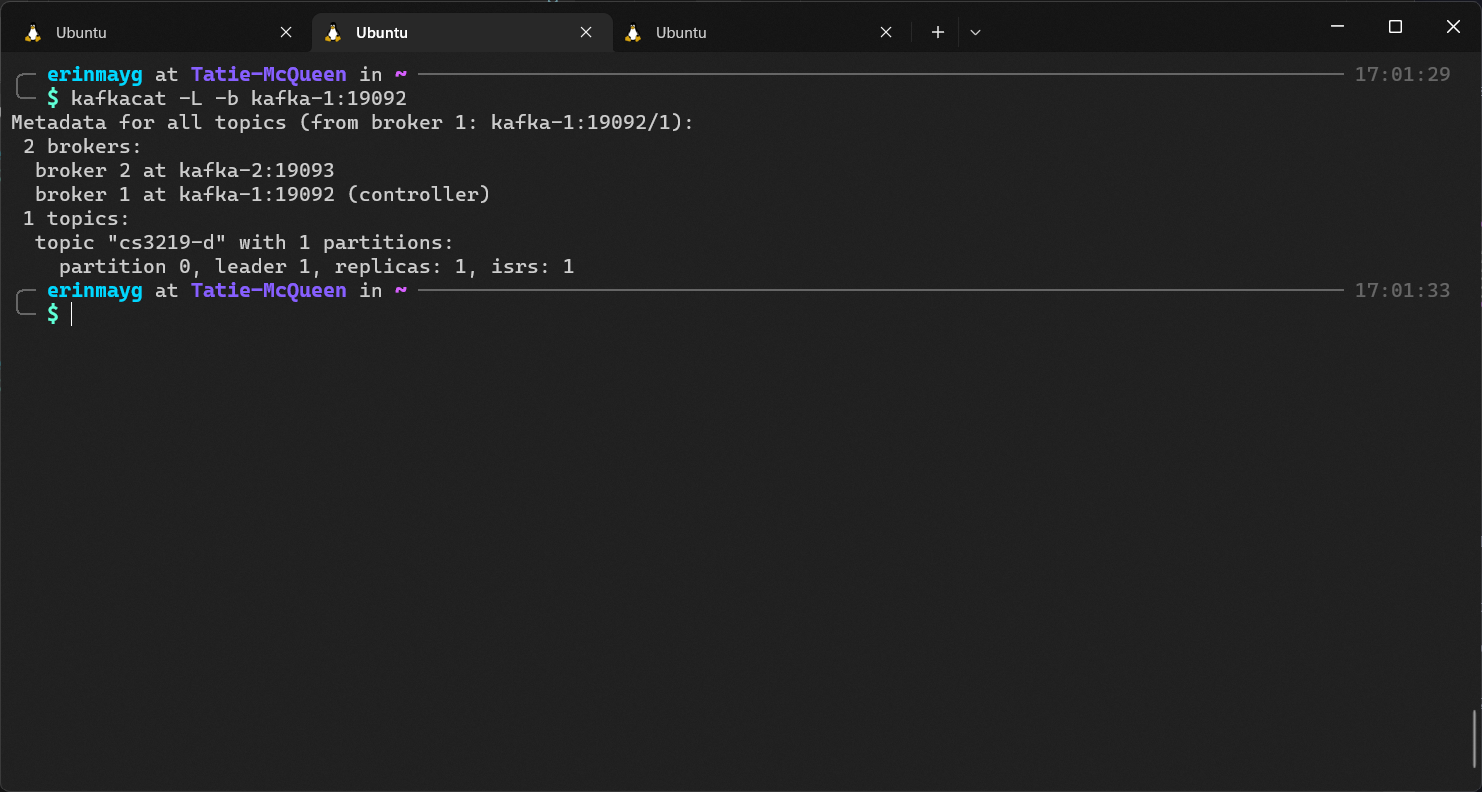 Ubuntu
Ubuntu
Ubuntu
erinmayg at Tatie-McQueen in ~ 17:01:29
$ kafkacat -L -b kafka-1:19092
Metadata for all topics (from broker 1: kafka-1:19092/1):
2 brokers:
broker 2 at kafka-2:19093
broker 1 at kafka-1:19092 (controller)
1 topics:
topic "cs3219-d" with 1 partitions:
partition 0, leader 1, replicas: 1, isrs: 1
erinmayg at Tatie-McQueen in ~ 17:01:33
$